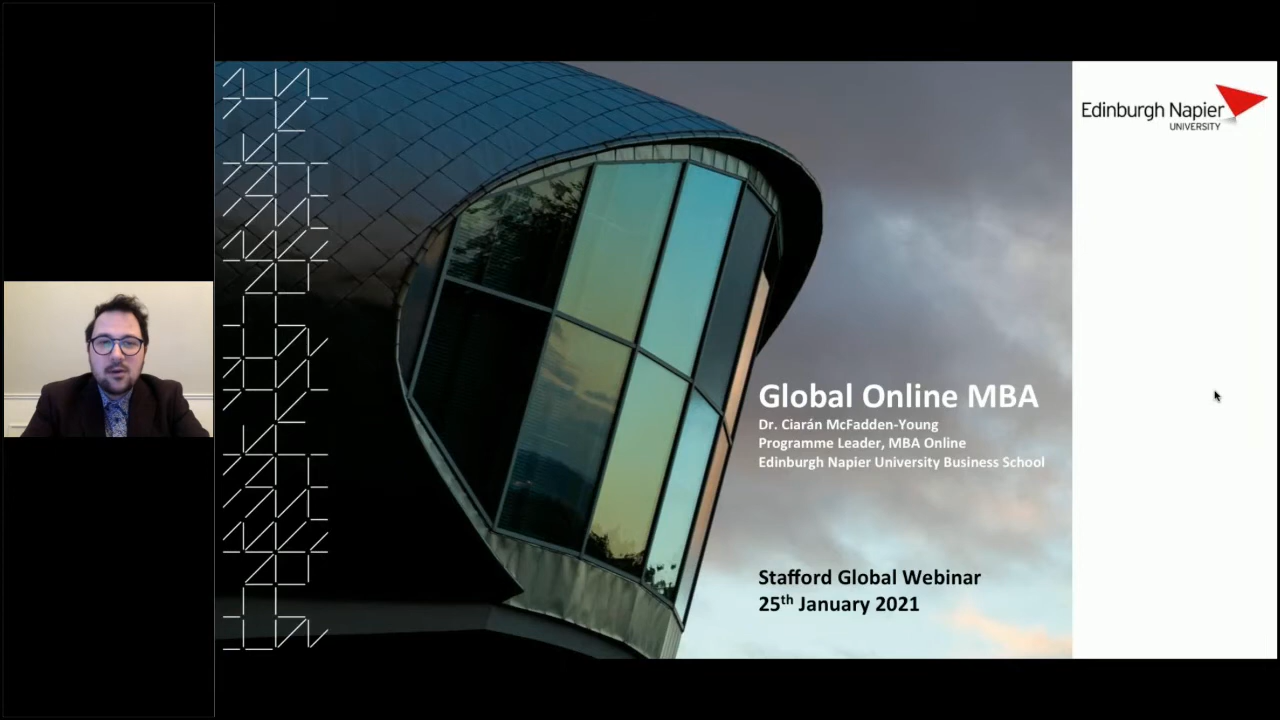 Edinburgh Napier
UNIVERSITY
Global Online MBA
Dr. Ciarán McFadden-Young
Programme Leader, MBA Online
Edinburgh Napier University Business School
Stafford Global Webinar
25th January 2021